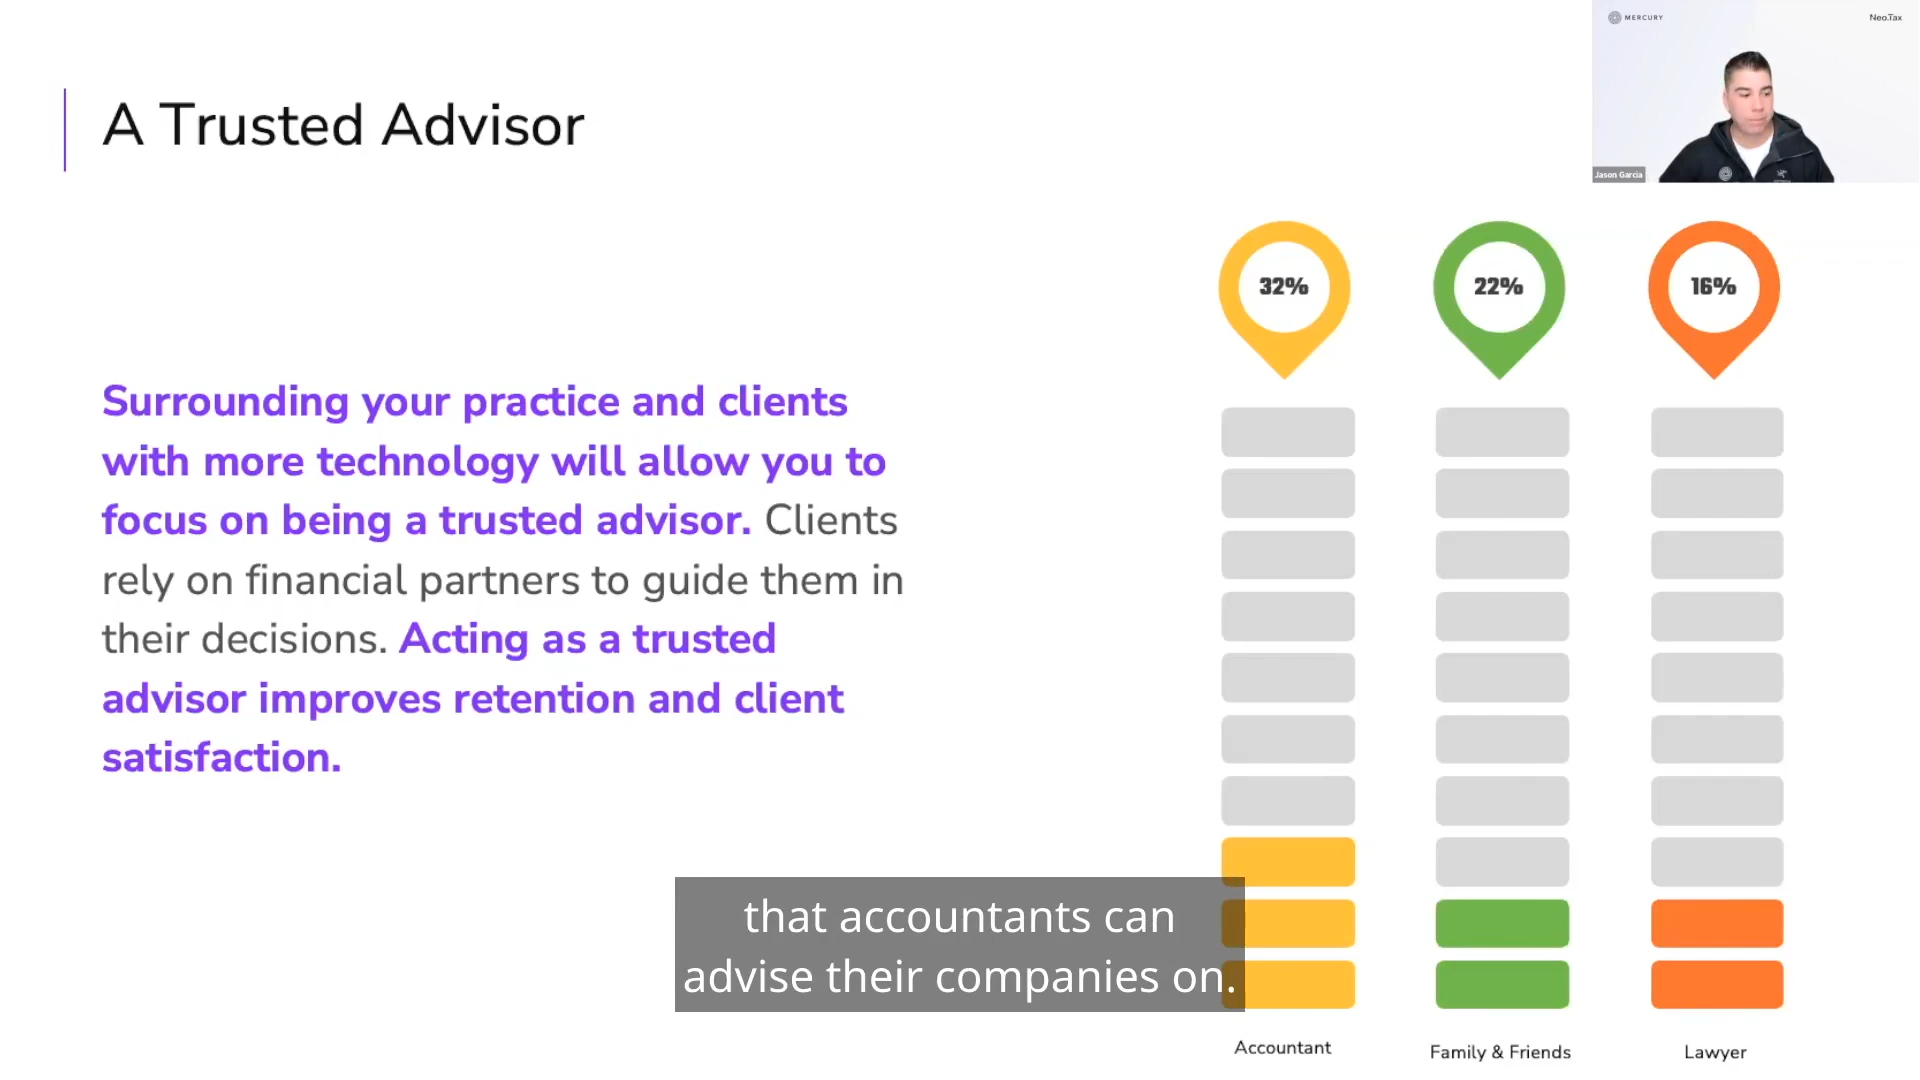 MERCURY
Neo.Tax
Jason Garcia
A Trusted Advisor
Surrounding your practice and clients
with more technology will allow you to
focus on being a trusted advisor. Clients
rely on financial partners to guide them in
their decisions. Acting as a trusted
advisor improves retention and client
satisfaction.
32%
22%
16%
Accountant
Family & Friends
Lawyer
that accountants can
advise their companies on.